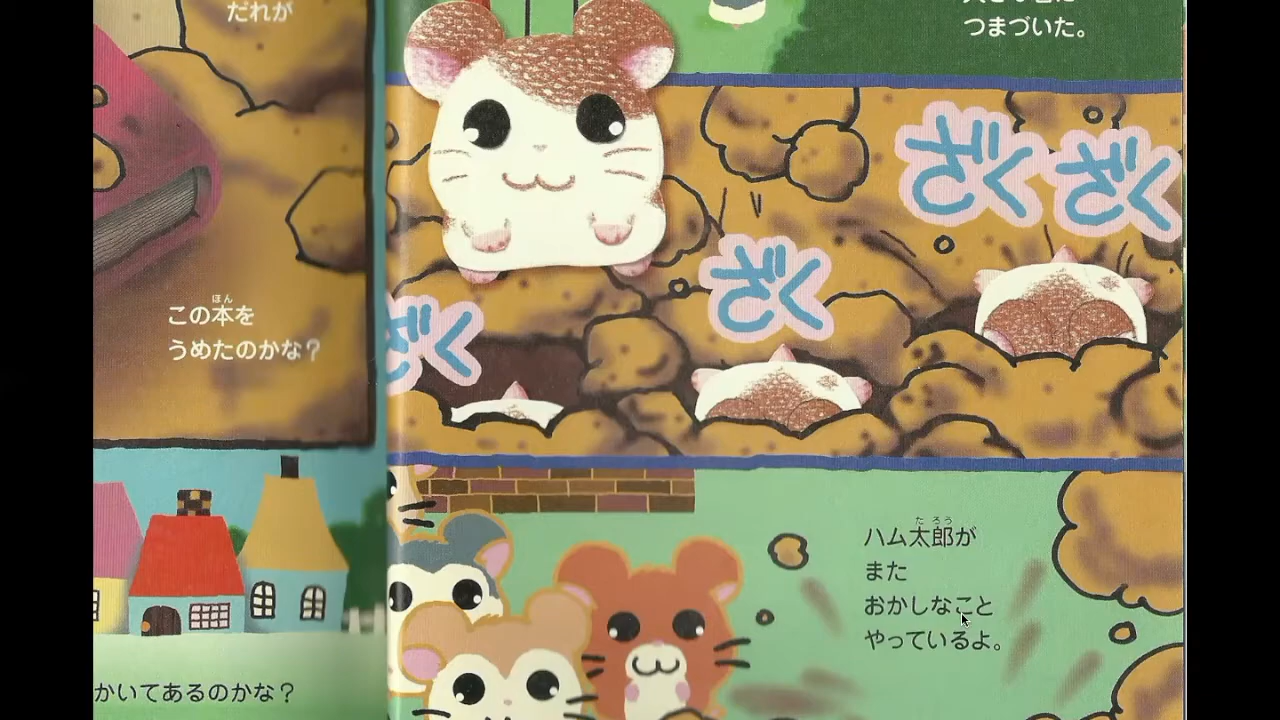 だれが
この本を
うめたのかな？
かいてあるのかな？
つまづいた。
ざくざく
ざく
ざく
ハム太郎が
また
おかしなこと
やっているよ。